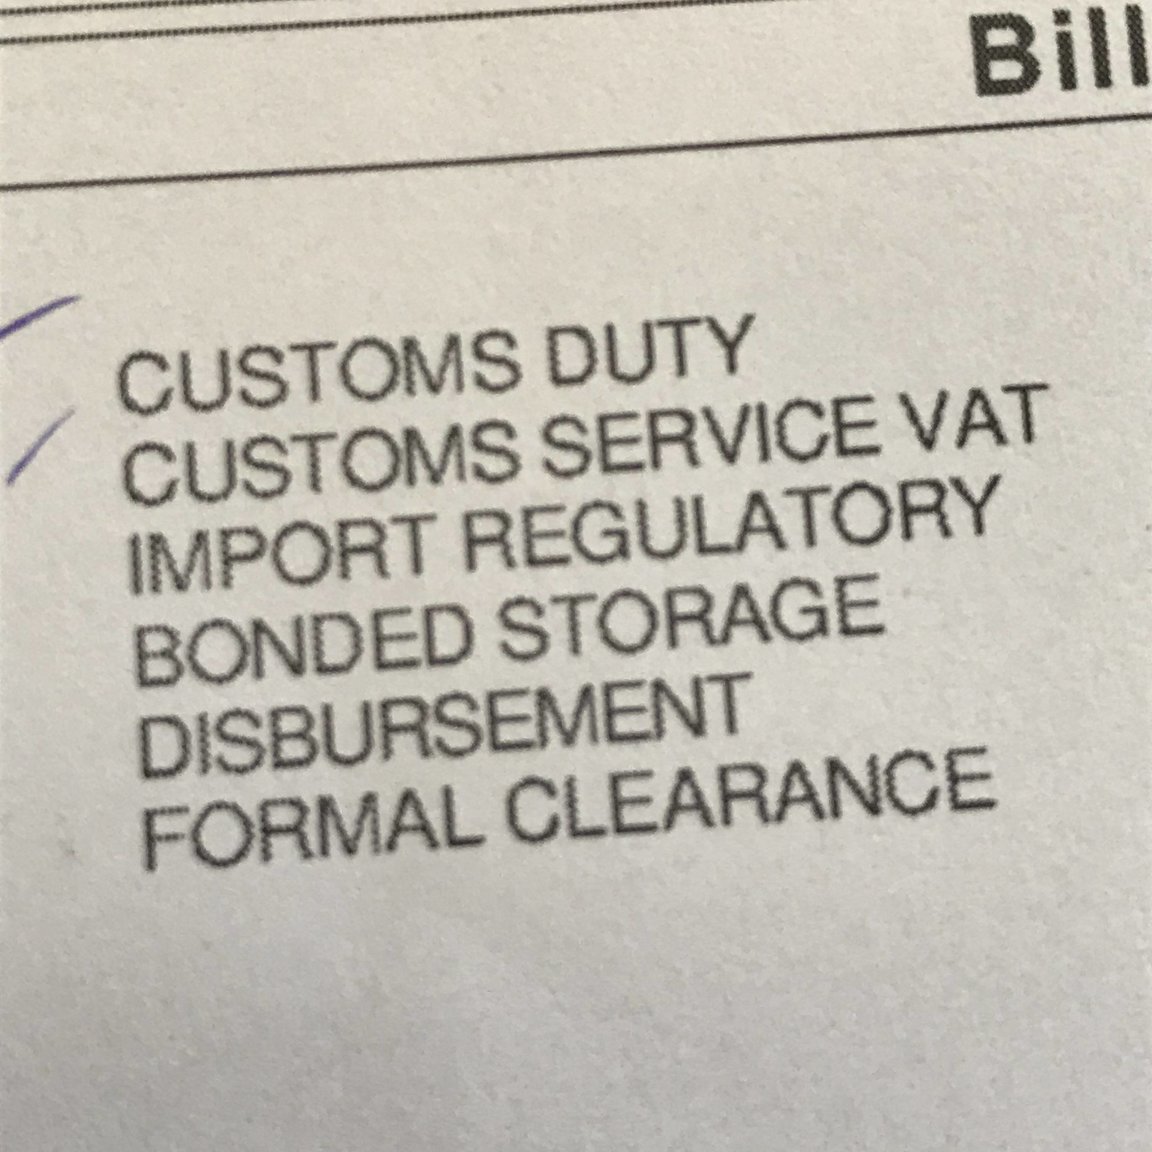 Bill
CUSTOMS DUTY
CUSTOMS SERVICE VAT
IMPORT REGULATORY
BONDED STORAGE
DISBURSEMENT
FORMAL CLEARANCE